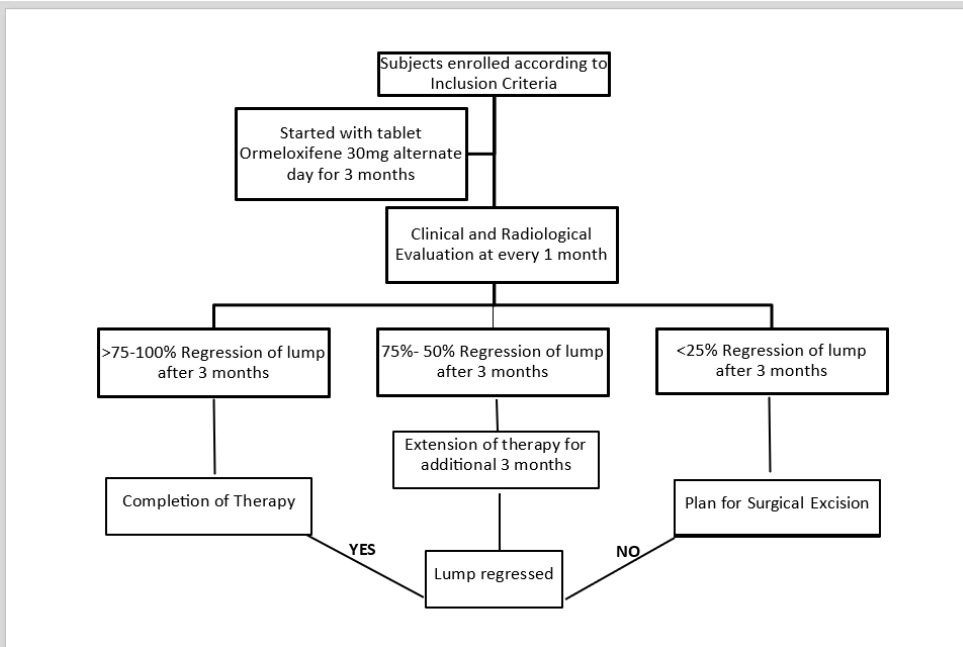 Subjects enrolled according to
Inclusion Criteria
Started with tablet
Ormeloxifene 30mg alternate
day for 3 months
Clinical and Radiological
Evaluation at every 1 month
>75-100% Regression of lump
after 3 months
75%- 50% Regression of lump
after 3 months
<25% Regression of lump
after 3 months
Extension of therapy for
additional 3 months
Completion of Therapy
Plan for Surgical Excision
YES
NO
Lump regressed